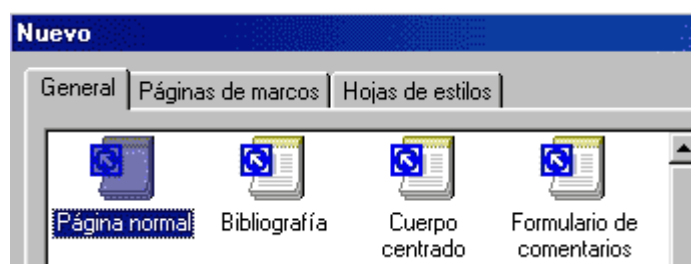 Nuevo
General Páginas de marcos Hojas de estilos
Página normal Bibliografía Cuerpo centrado Formulario de comentarios